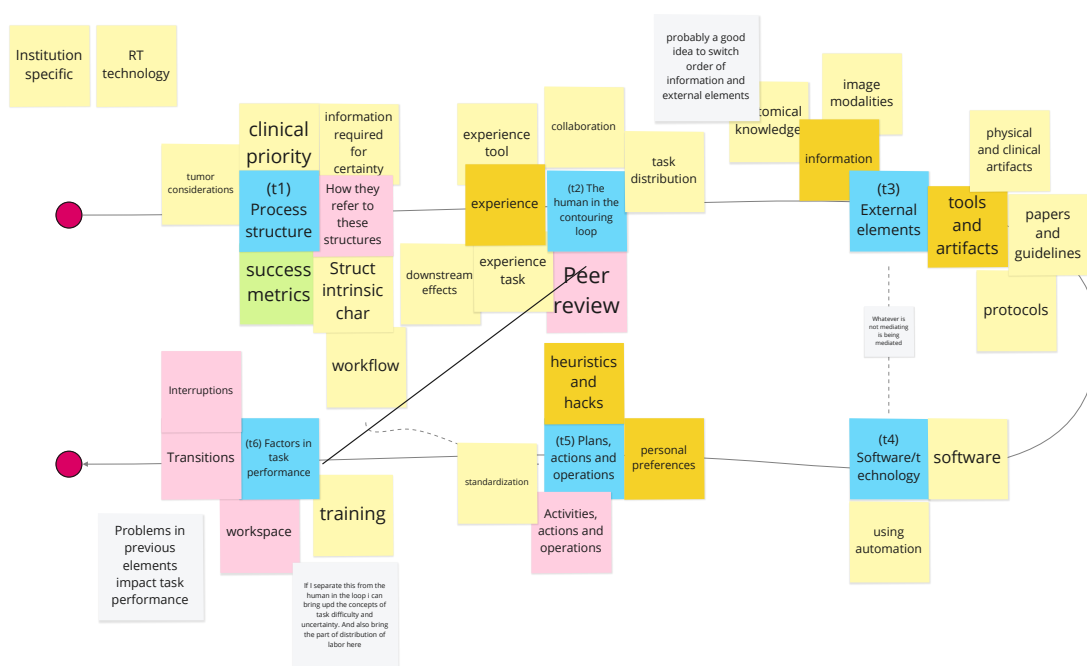 Institution
specific
RT
technology
probably a good
idea to switch
order of
information and
external elements
tumor
considerations
clinical
priority
information
required
for
certainty
(t1)
Process
structure
How they
refer to
these
structures
success
metrics
Struct
intrinsic
char
workflow
experience
tool
collaboration
task
distribution
experience
(t2) The
human in the
contouring
loop
downstream
effects
experience
task
Peer
review
knowledge
image
modalities
information
physical
and clinical
artifacts
(t3)
External
elements
tools
and
artifacts
papers
and
guidelines
protocols
Whatever is
not mediating
is being
mediated
Interruptions
Transitions
(t6) Factors in
task
performance
workspace
training
Problems in
previous
elements
impact task
performance
If I separate this from the
human in the loop i can
bring upd the concepts of
task difficulty and
uncertainty. And also bring
the part of distribution of
labor here
heuristics
and
hacks
standardization
(t5) Plans,
actions and
operations
personal
preferences
Activities,
actions and
operations
(t4)
Software/t
echnology
software
using
automation